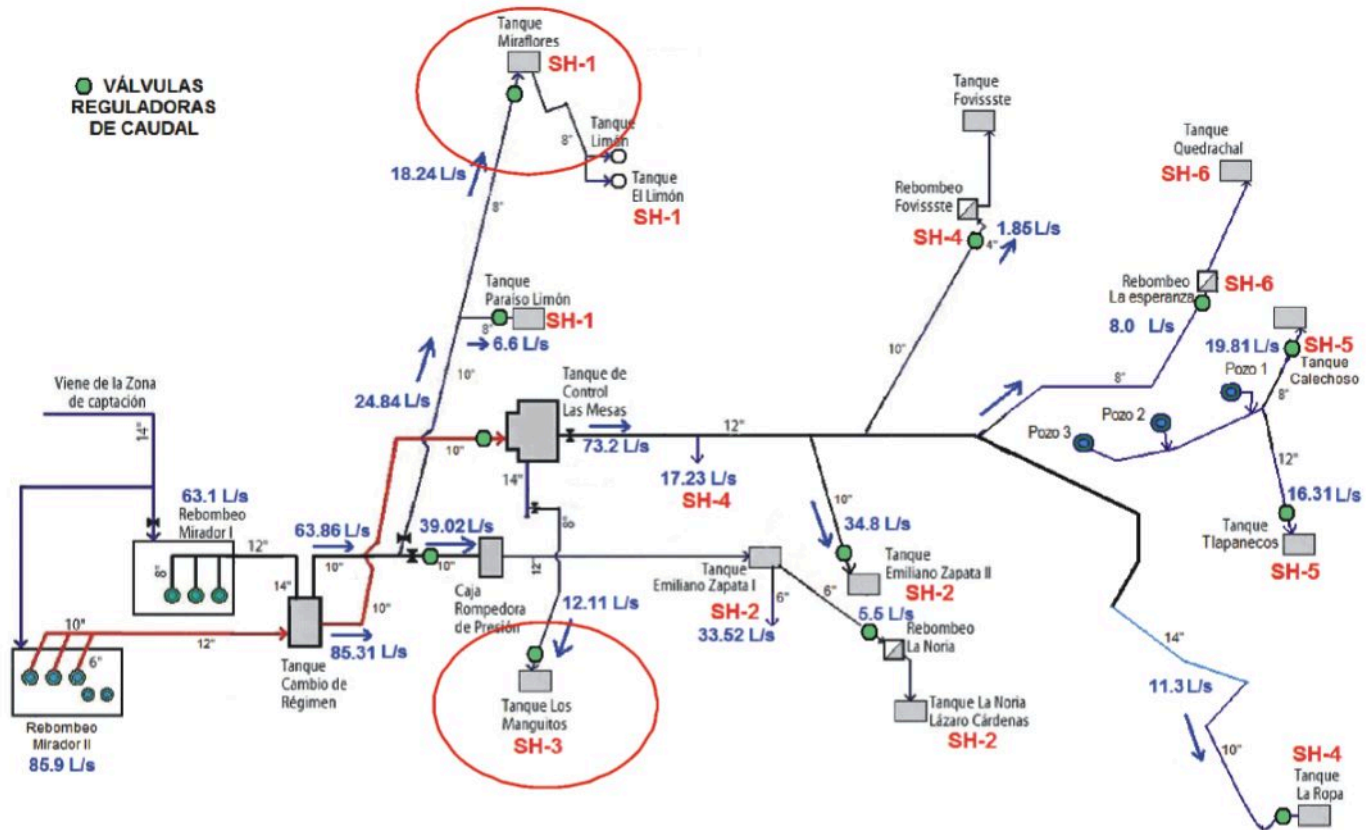 VÁLVULAS
REGULADORAS
DE CAUDAL
Tanque
Miraflores
SH-1
8"
Tanque
Limón
Tanque
El Limón
SH-1
18.24 L/s
8"
Tanque
Paraíso Limón
SH-1
8"
6.6 L/s
10"
24.84 L/s
Tanque
Fovissste
Rebombeo
Fovissste
SH-4
4"
1.85 L/s
10"
Tanque
Quedrachal
SH-6
Rebombeo
La esperanza
SH-6
8.0 L/s
8"
SH-5
19.81 L/s
Tanque
Calechoso
8"
Pozo 1
Pozo 2
Pozo 3
12"
16.31 L/s
Tanque
Tlapanecos
SH-5
Viene de la Zona
de captación
14"
63.1 L/s
Rebombeo
Mirador I
8"
12"
14"
63.86 L/s
10"
10"
12"
10"
6"
Rebombeo
Mirador II
85.9 L/s
85.31 L/s
Tanque
Cambio de
Régimen
Tanque de
Control
Las Mesas
10"
73.2 L/s
12"
14"
8"
17.23 L/s
SH-4
39.02 L/s
10"
Caja
Rompedora
de Presión
12"
12.11 L/s
Tanque Los
Manguitos
SH-3
Tanque
Emiliano Zapata I
SH-2
6"
33.52 L/s
6"
10"
34.8 L/s
Tanque
Emiliano Zapata II
SH-2
5.5 L/s
Rebombeo
La Noria
Tanque La Noria
Lázaro Cárdenas
SH-2
14"
11.3 L/s
10"
SH-4
Tanque
La Ropa